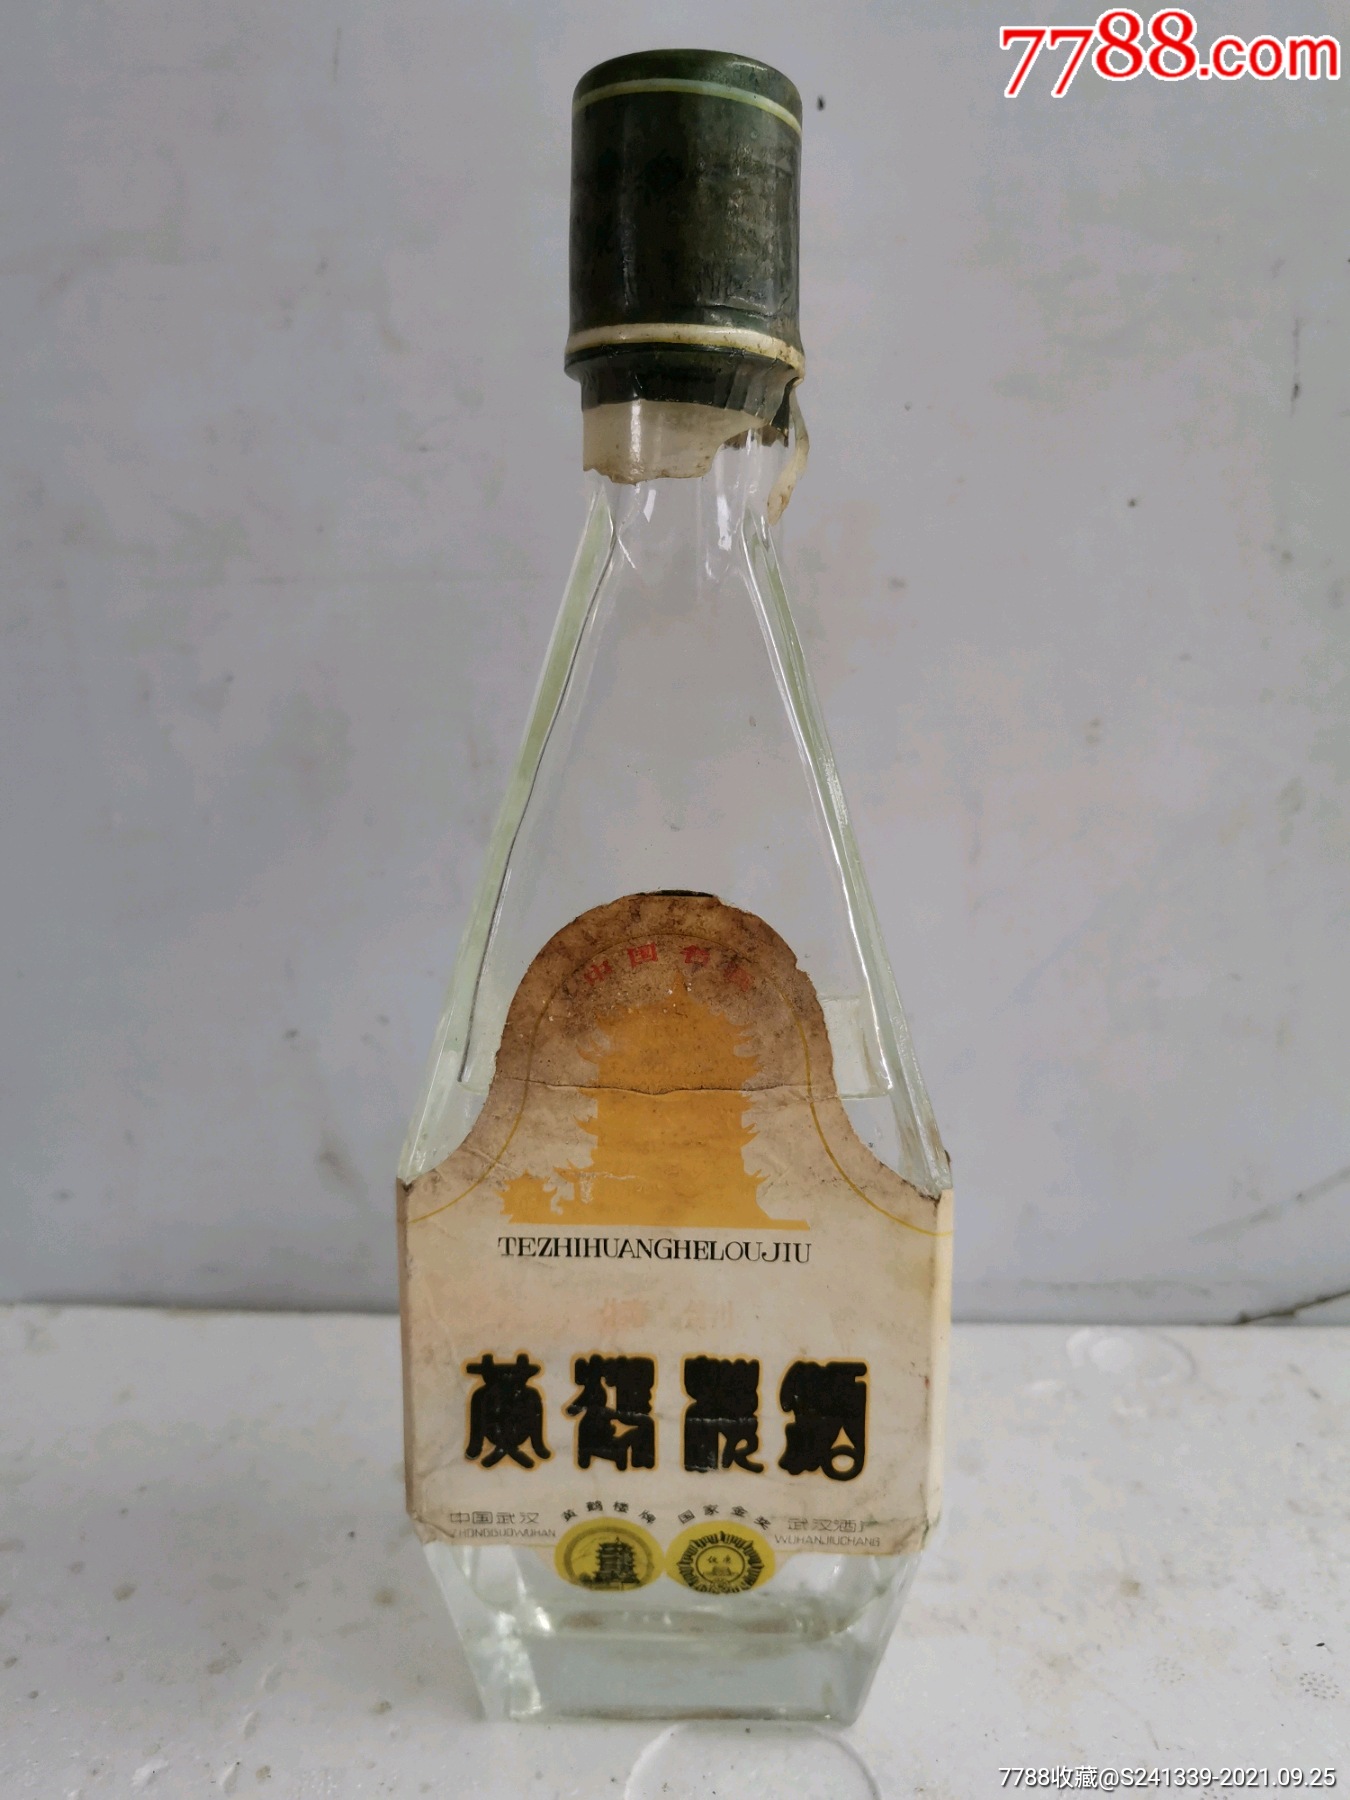 7788.com
中国名酒
TEZHIHUANGHELOUJIU
黄鹤楼酒
黄鹤楼牌
国家金奖
中国武汉
ZHONGGUOWUHAN
武汉酒厂
WUHANJIUCHANG
7788收藏@S241339-2021.09.25